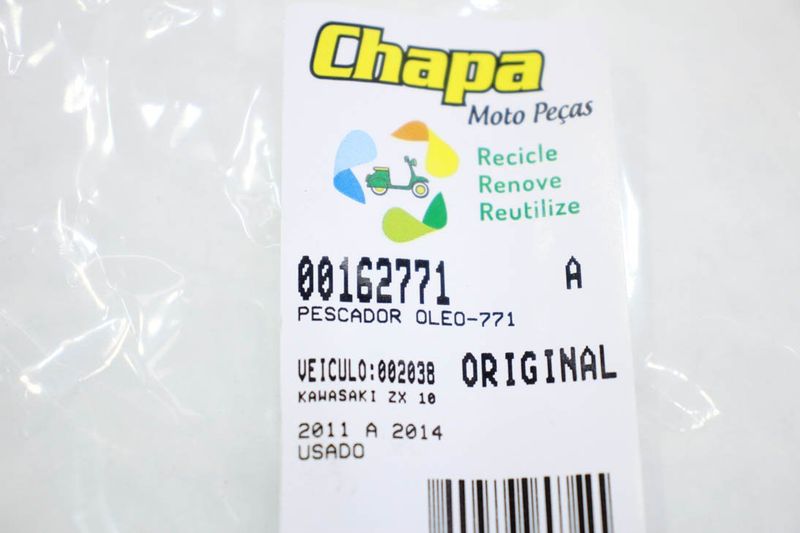 Chapa
Moto Peças
Recicle
Renove
Reutilize
00162771 A
PESCADOR OLEO-771
VEICULO:002038 ORIGINAL
KAWASAKI ZX 10
2011 A 2014
USADO